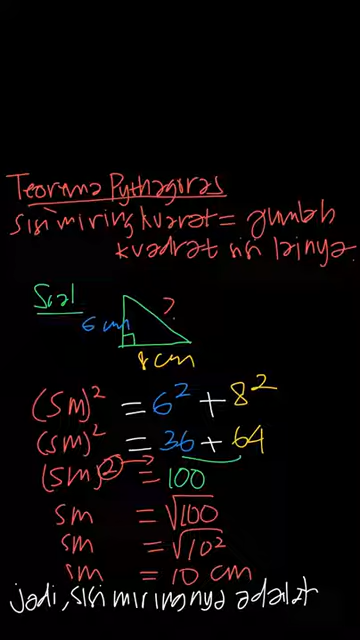 Teorema Pythagoras
sisi miring kuadrat = jumlah
kuadrat sisi lainya.
Soal
?
6 cm
8 cm
(sm)² = 6² + 8²
(sm)² = 36 + 64
(sm)² = 100
sm = √100
sm = √10²
sm = 10 cm
jadi, sisi miringnya adalah